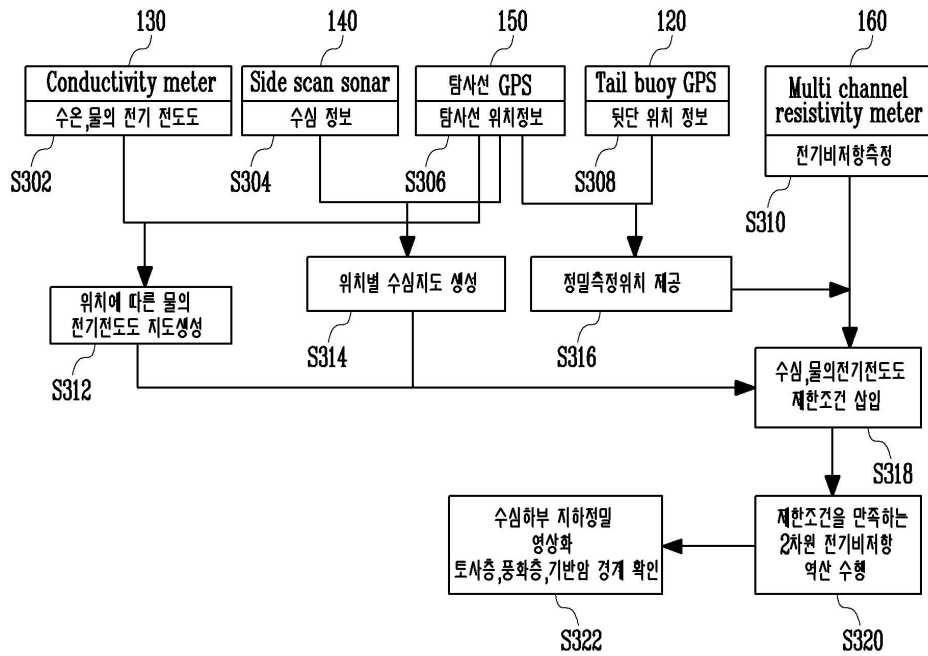 130
140
150
120
160
Conductivity meter
수온,물의 전기 전도도
Side scan sonar
수심 정보
탐사선 GPS
탐사선 위치정보
Tail buoy GPS
뒷단 위치 정보
Multi channel
resistivity meter
전기비저항측정
S302
S304
S306
S308
S310
위치에 따른 물의
전기전도도 지도생성
위치별 수심지도 생성
정밀측정위치 제공
S312
S314
S316
수심,물의전기전도도
제한조건 삽입
S318
수심하부 지하정밀
영상화
토사층,풍화층,기반암 경계 확인
제한조건을 만족하는
2차원 전기비저항
역산 수행
S322
S320